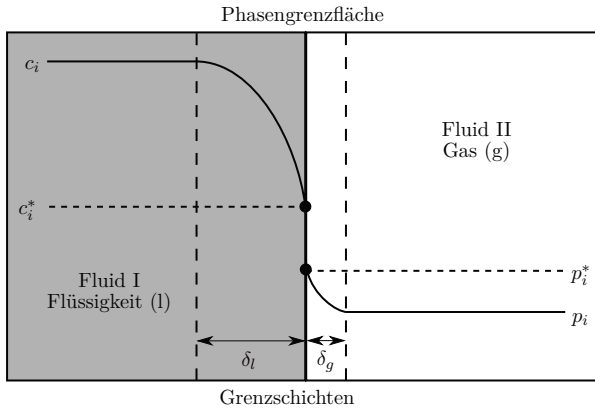 Phasengrenzfläche
c_i
c_i^*
Fluid I
Flüssigkeit (l)
Fluid II
Gas (g)
p_i^*
p_i
δ_l
δ_g
Grenzschichten